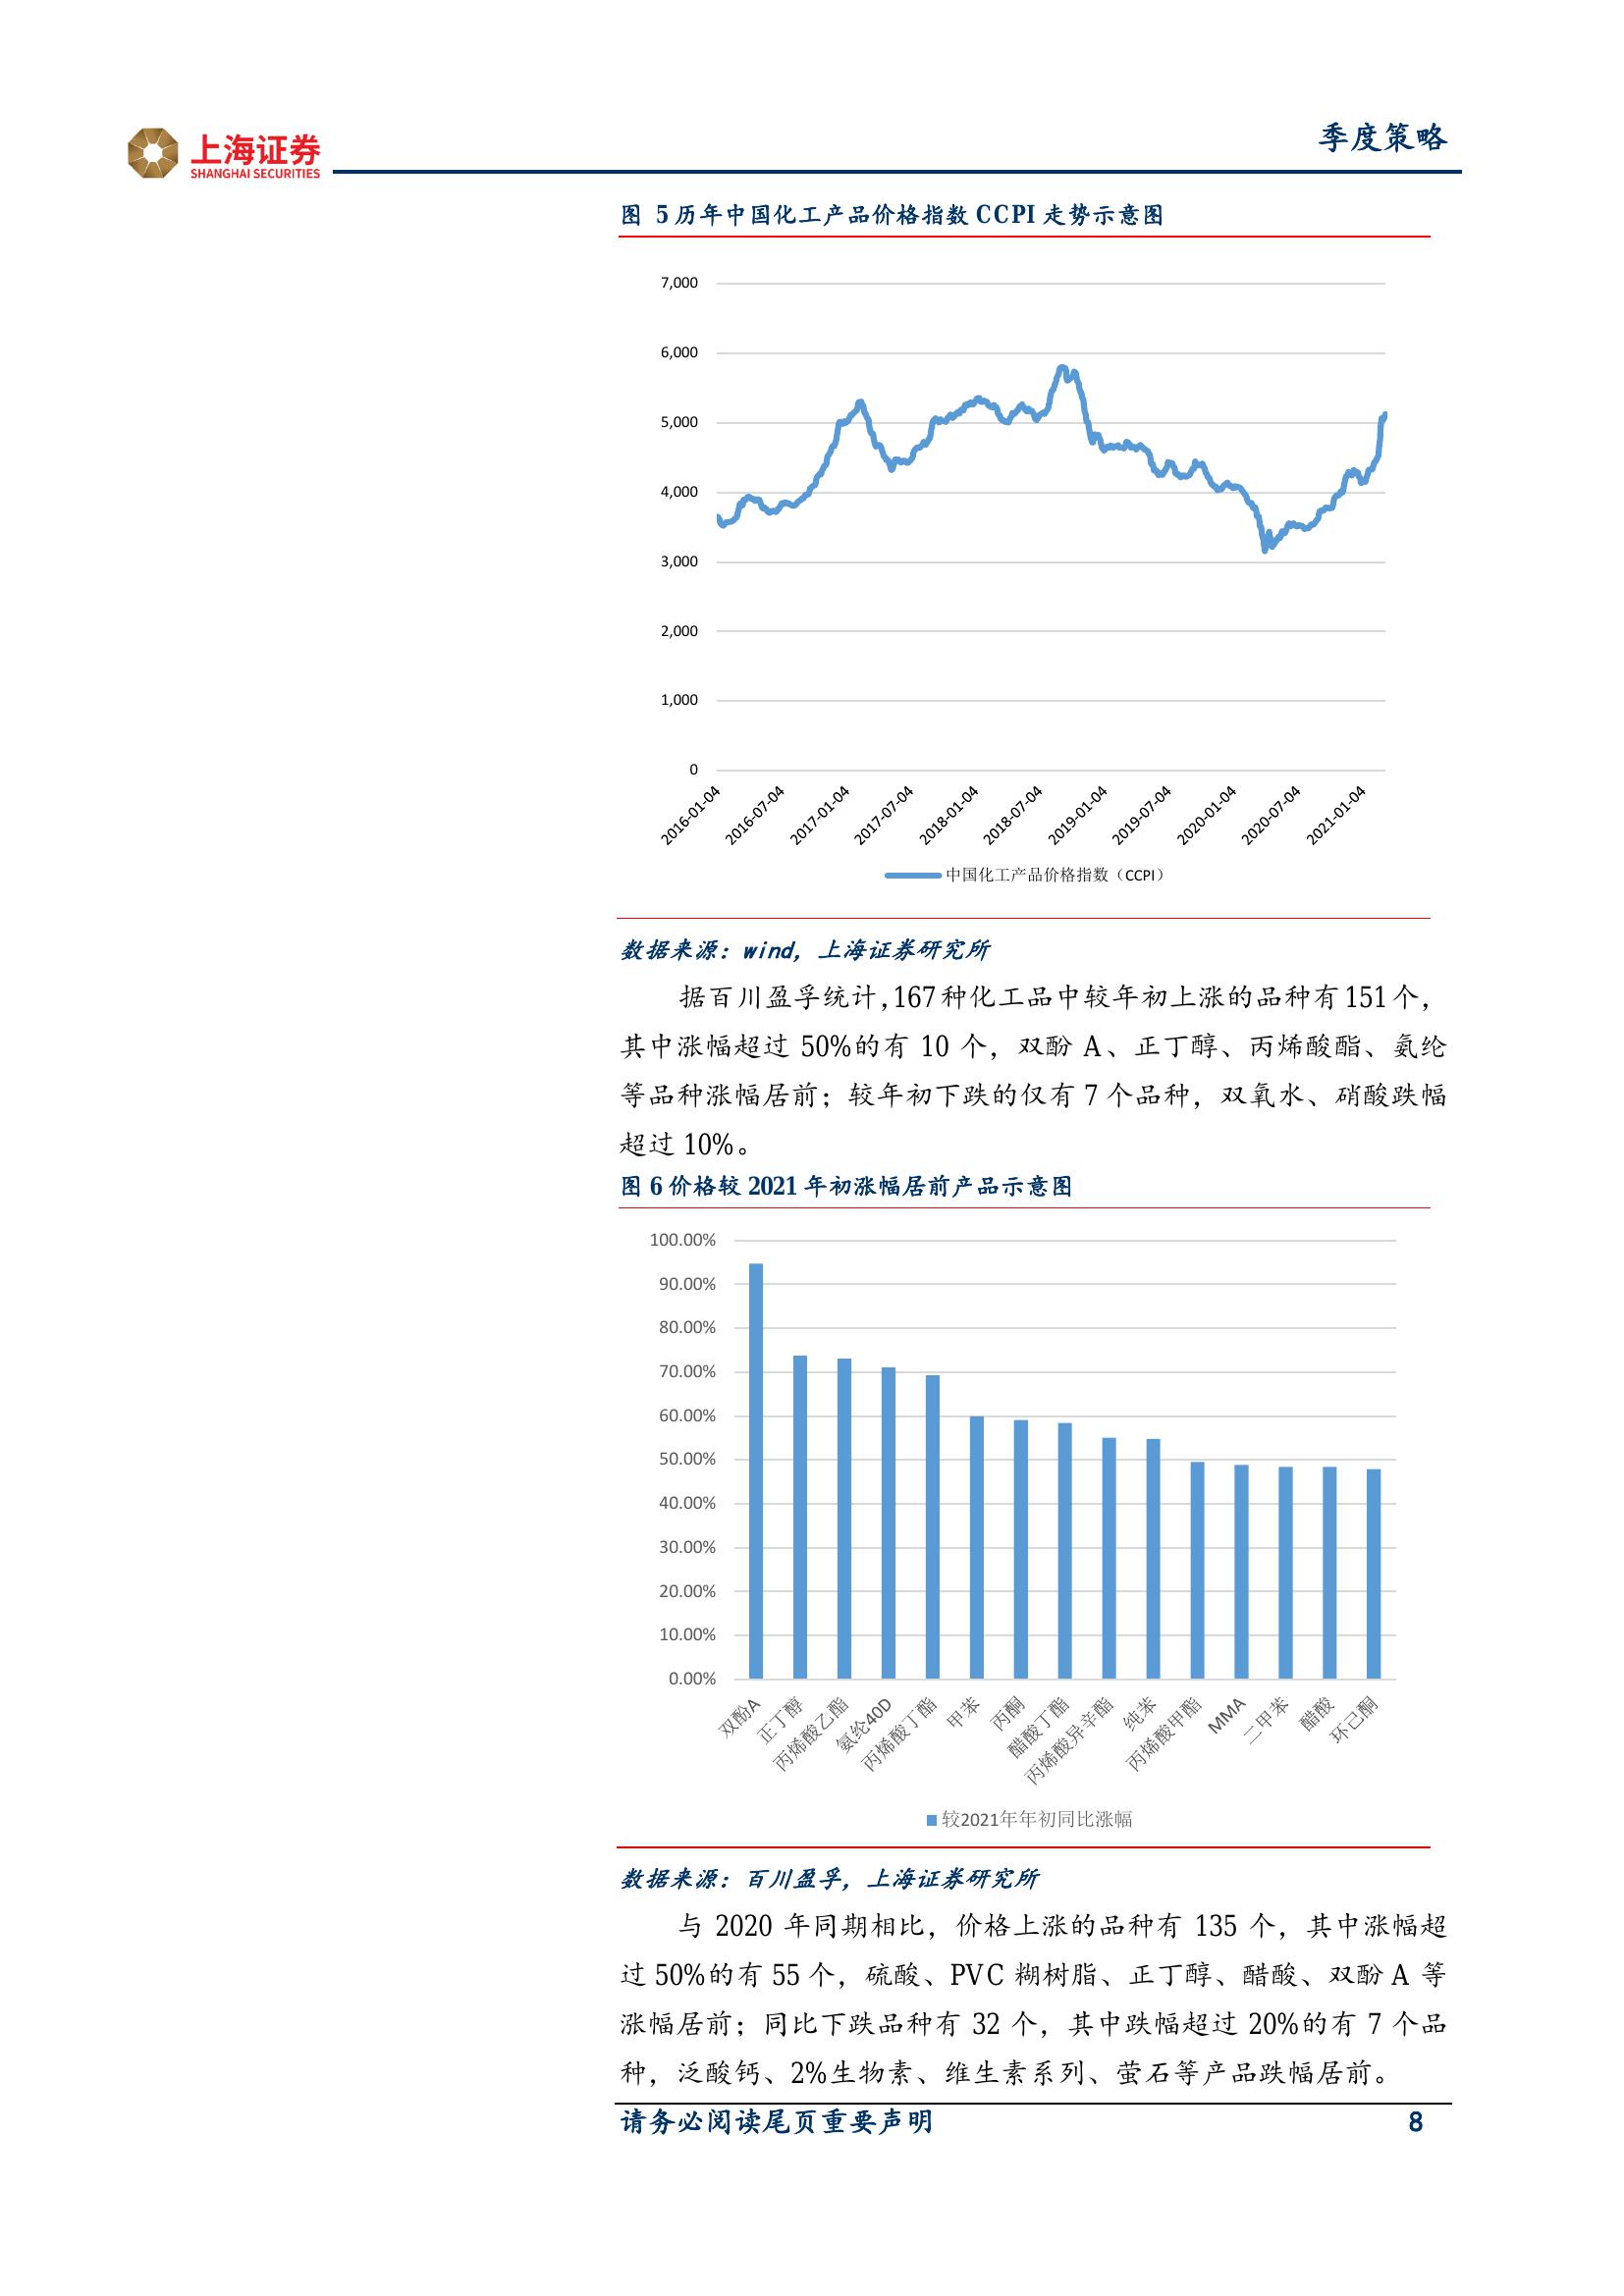 上海证券
SHANGHAI SECURITIES
季度策略
图 5 历年中国化工产品价格指数 CCPI 走势示意图
7,000
6,000
5,000
4,000
3,000
2,000
1,000
0
2016-01-04
2016-07-04
2017-01-04
2017-07-04
2018-01-04
2018-07-04
2019-01-04
2019-07-04
2020-01-04
2020-07-04
2021-01-04
中国化工产品价格指数（CCPI）
数据来源：wind，上海证券研究所
据百川盈孚统计,167种化工品中较年初上涨的品种有151个，
其中涨幅超过 50%的有 10 个，双酚 A、正丁醇、丙烯酸酯、氨纶
等品种涨幅居前；较年初下跌的仅有 7 个品种，双氧水、硝酸跌幅
超过 10%。
图 6 价格较 2021 年初涨幅居前产品示意图
100.00%
90.00%
80.00%
70.00%
60.00%
50.00%
40.00%
30.00%
20.00%
10.00%
0.00%
双酚A
正丁醇
丙烯酸乙酯
氨纶40D
丙烯酸丁酯
甲苯
丙酮
醋酸丁酯
丙烯酸异辛酯
纯苯
丙烯酸甲酯
MMA
二甲苯
醋酸
环己酮
较2021年年初同比涨幅
数据来源：百川盈孚，上海证券研究所
与 2020 年同期相比，价格上涨的品种有 135 个，其中涨幅超
过 50%的有 55 个，硫酸、PVC 糊树脂、正丁醇、醋酸、双酚 A 等
涨幅居前；同比下跌品种有 32 个，其中跌幅超过 20%的有 7 个品
种，泛酸钙、2%生物素、维生素系列、萤石等产品跌幅居前。
请务必阅读尾页重要声明
8